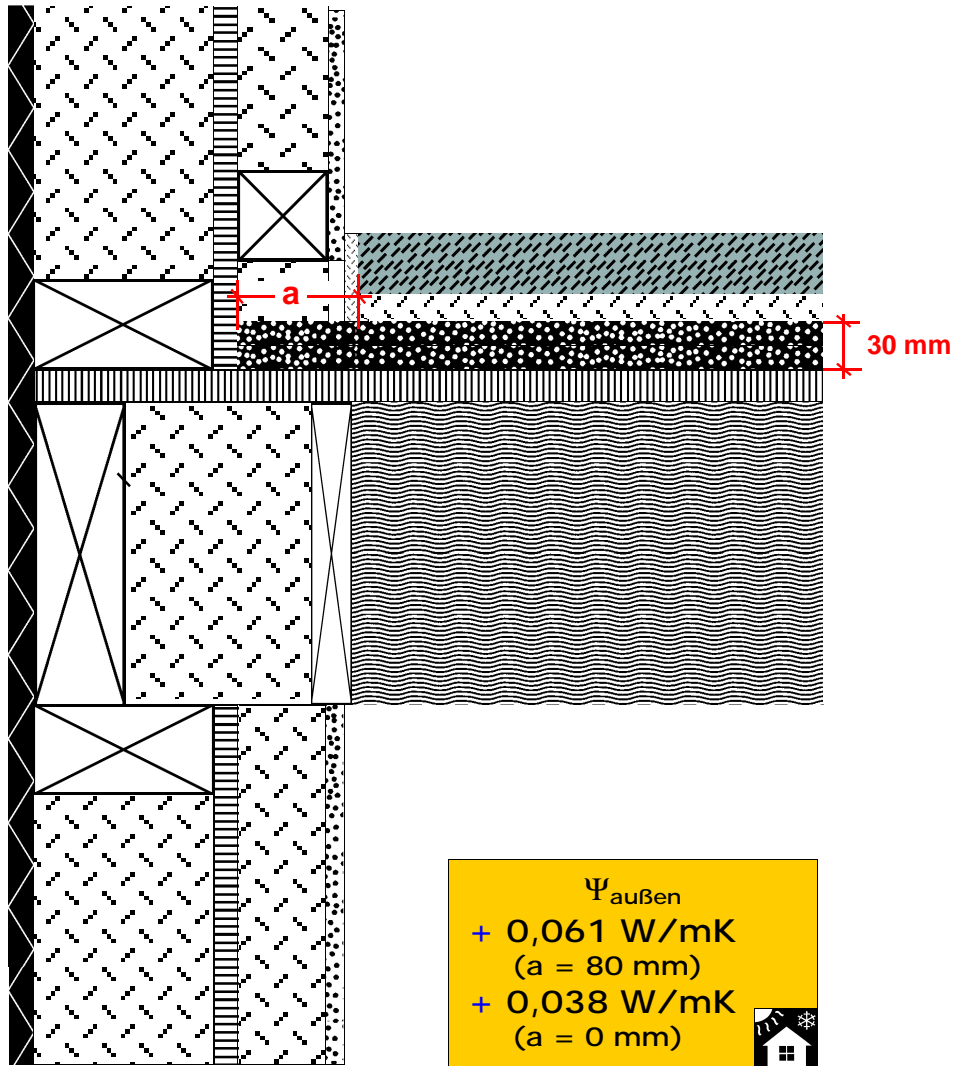 a
30 mm
Ψaußen
+ 0,061 W/mK
(a = 80 mm)
+ 0,038 W/mK
(a = 0 mm)